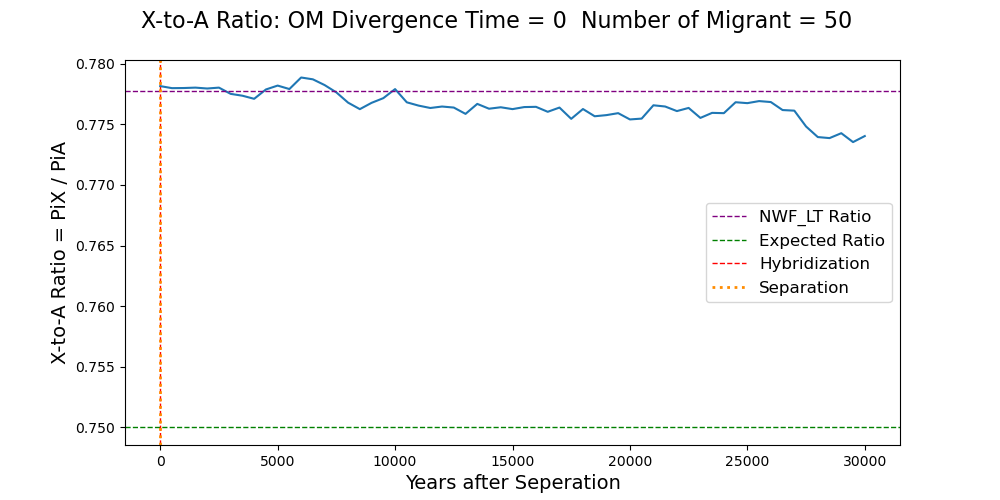 X-to-A Ratio: OM Divergence Time = 0  Number of Migrant = 50
X-to-A Ratio = PiX / PiA
0.780
0.775
0.770
0.765
0.760
0.755
0.750
NWF_LT Ratio
Expected Ratio
Hybridization
Separation
0
5000
10000
15000
20000
25000
30000
Years after Seperation